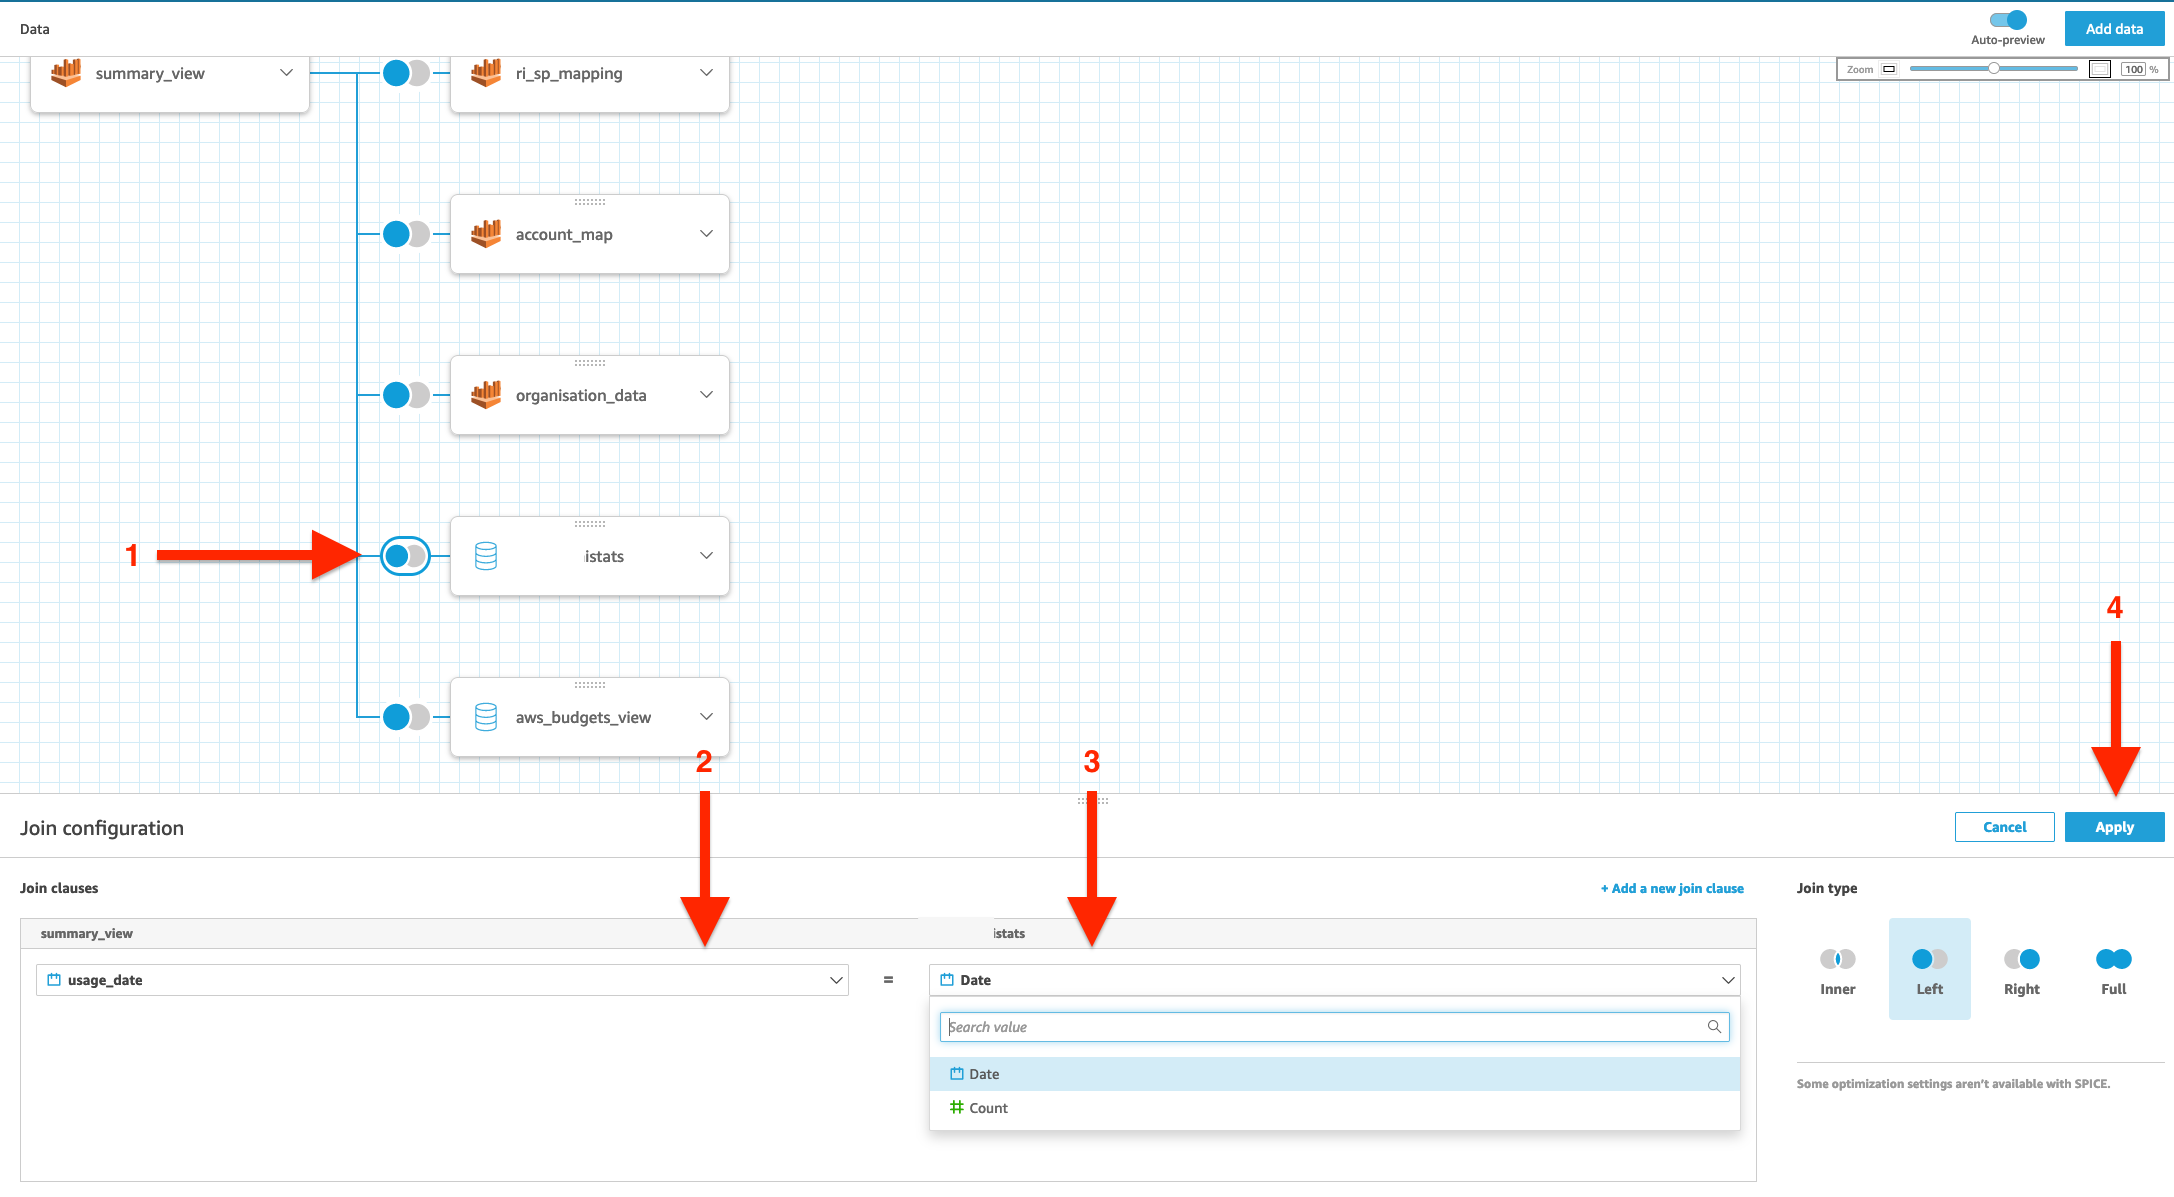 Data
Auto-preview
Add data
summary_view
ri_sp_mapping
Zoom
100 %
account_map
organisation_data
1
istats
4
aws_budgets_view
2
3
Join configuration
Cancel
Apply
Join clauses
+ Add a new join clause
Join type
summary_view
istats
usage_date
=
Date
Inner
Left
Right
Full
Search value
Date
Count
Some optimization settings aren't available with SPICE.